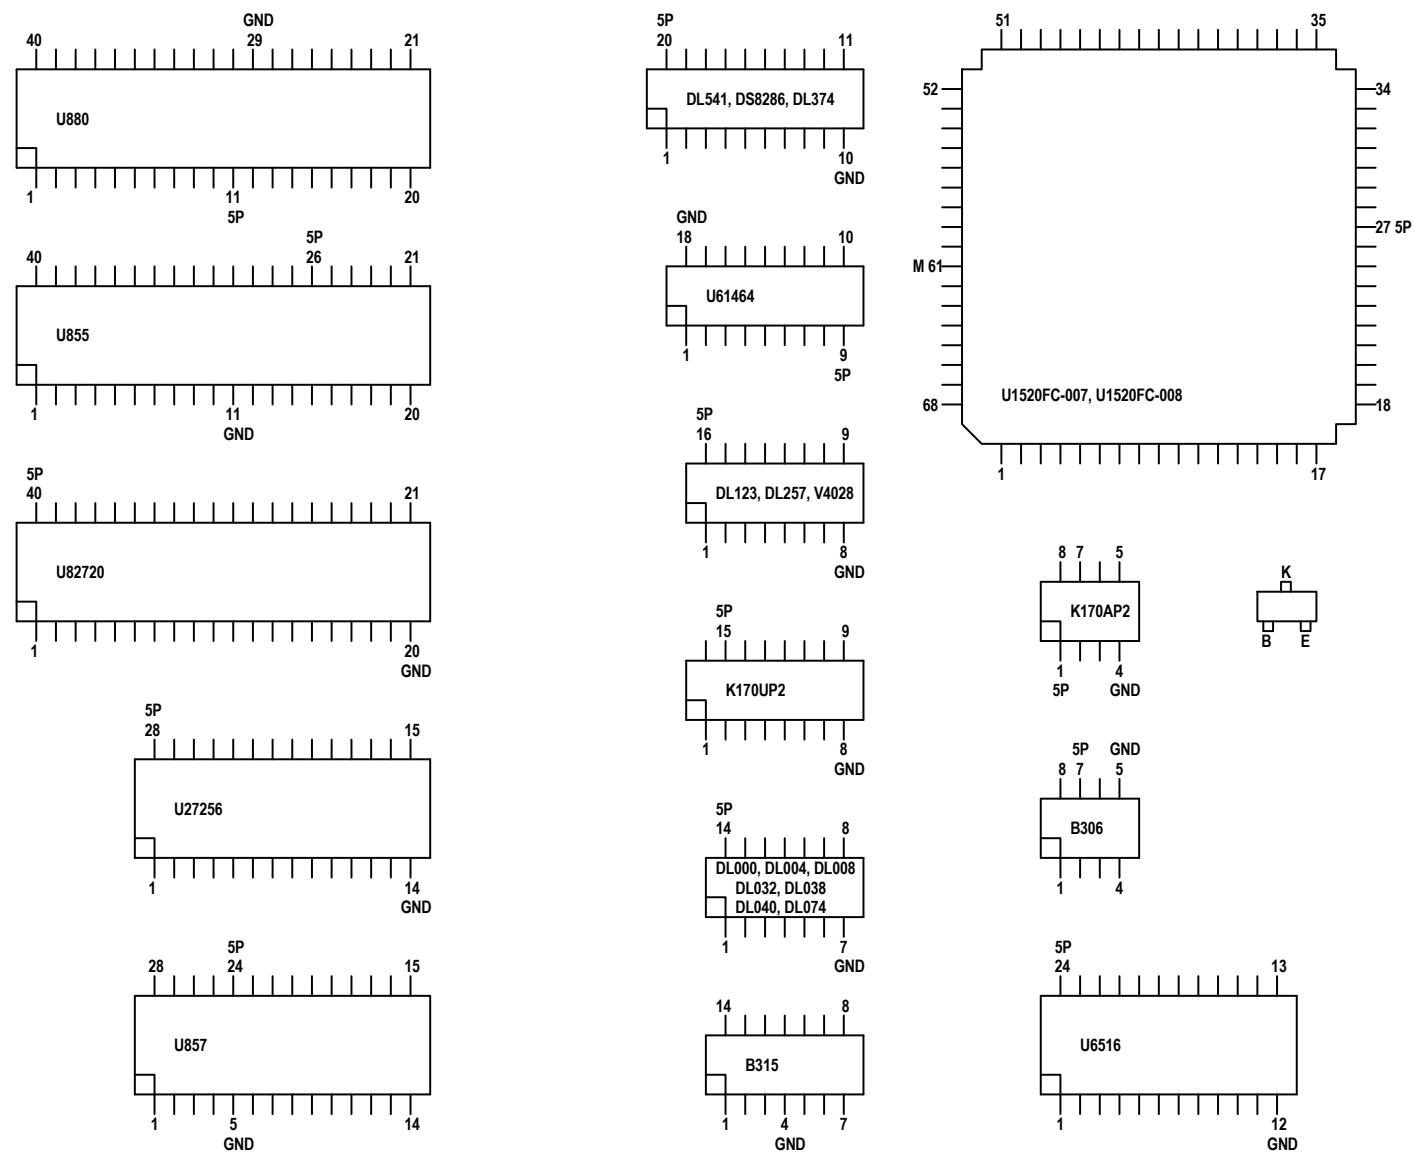 GND
40 29 21
U880
1 11 20
5P
5P
40 26 21
U855
1 11 20
GND
5P
40 21
U82720
1 20
GND
5P
28 15
U27256
1 14
GND
5P
28 24 15
U857
1 5 14
GND
5P
20 11
DL541, DS8286, DL374
1 10
GND
GND
18 10
U61464
1 9
5P
5P
16 9
DL123, DL257, V4028
1 8
GND
5P
15 9
K170UP2
1 8
GND
5P
14 8
DL000, DL004, DL008
DL032, DL038
DL040, DL074
1 7
GND
14 8
B315
1 4 7
GND
51 35
52 34
27 5P
M 61
U1520FC-007, U1520FC-008
68 18
1 17
8 7 5
K170AP2
1 4
5P GND
K
B E
5P GND
8 7 5
B306
1 4
5P
24 13
U6516
1 12
GND